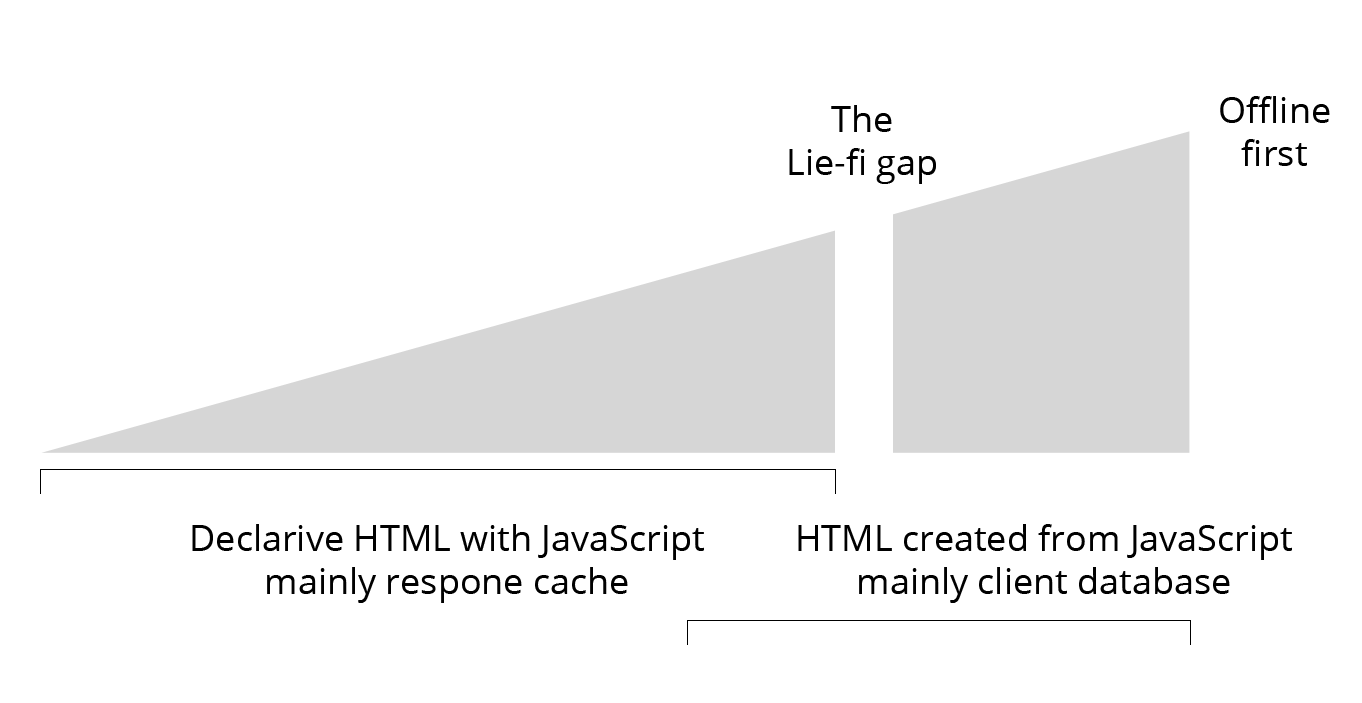 The
Lie-fi gap
Offline
first
Declarive HTML with JavaScript
mainly respone cache
HTML created from JavaScript
mainly client database